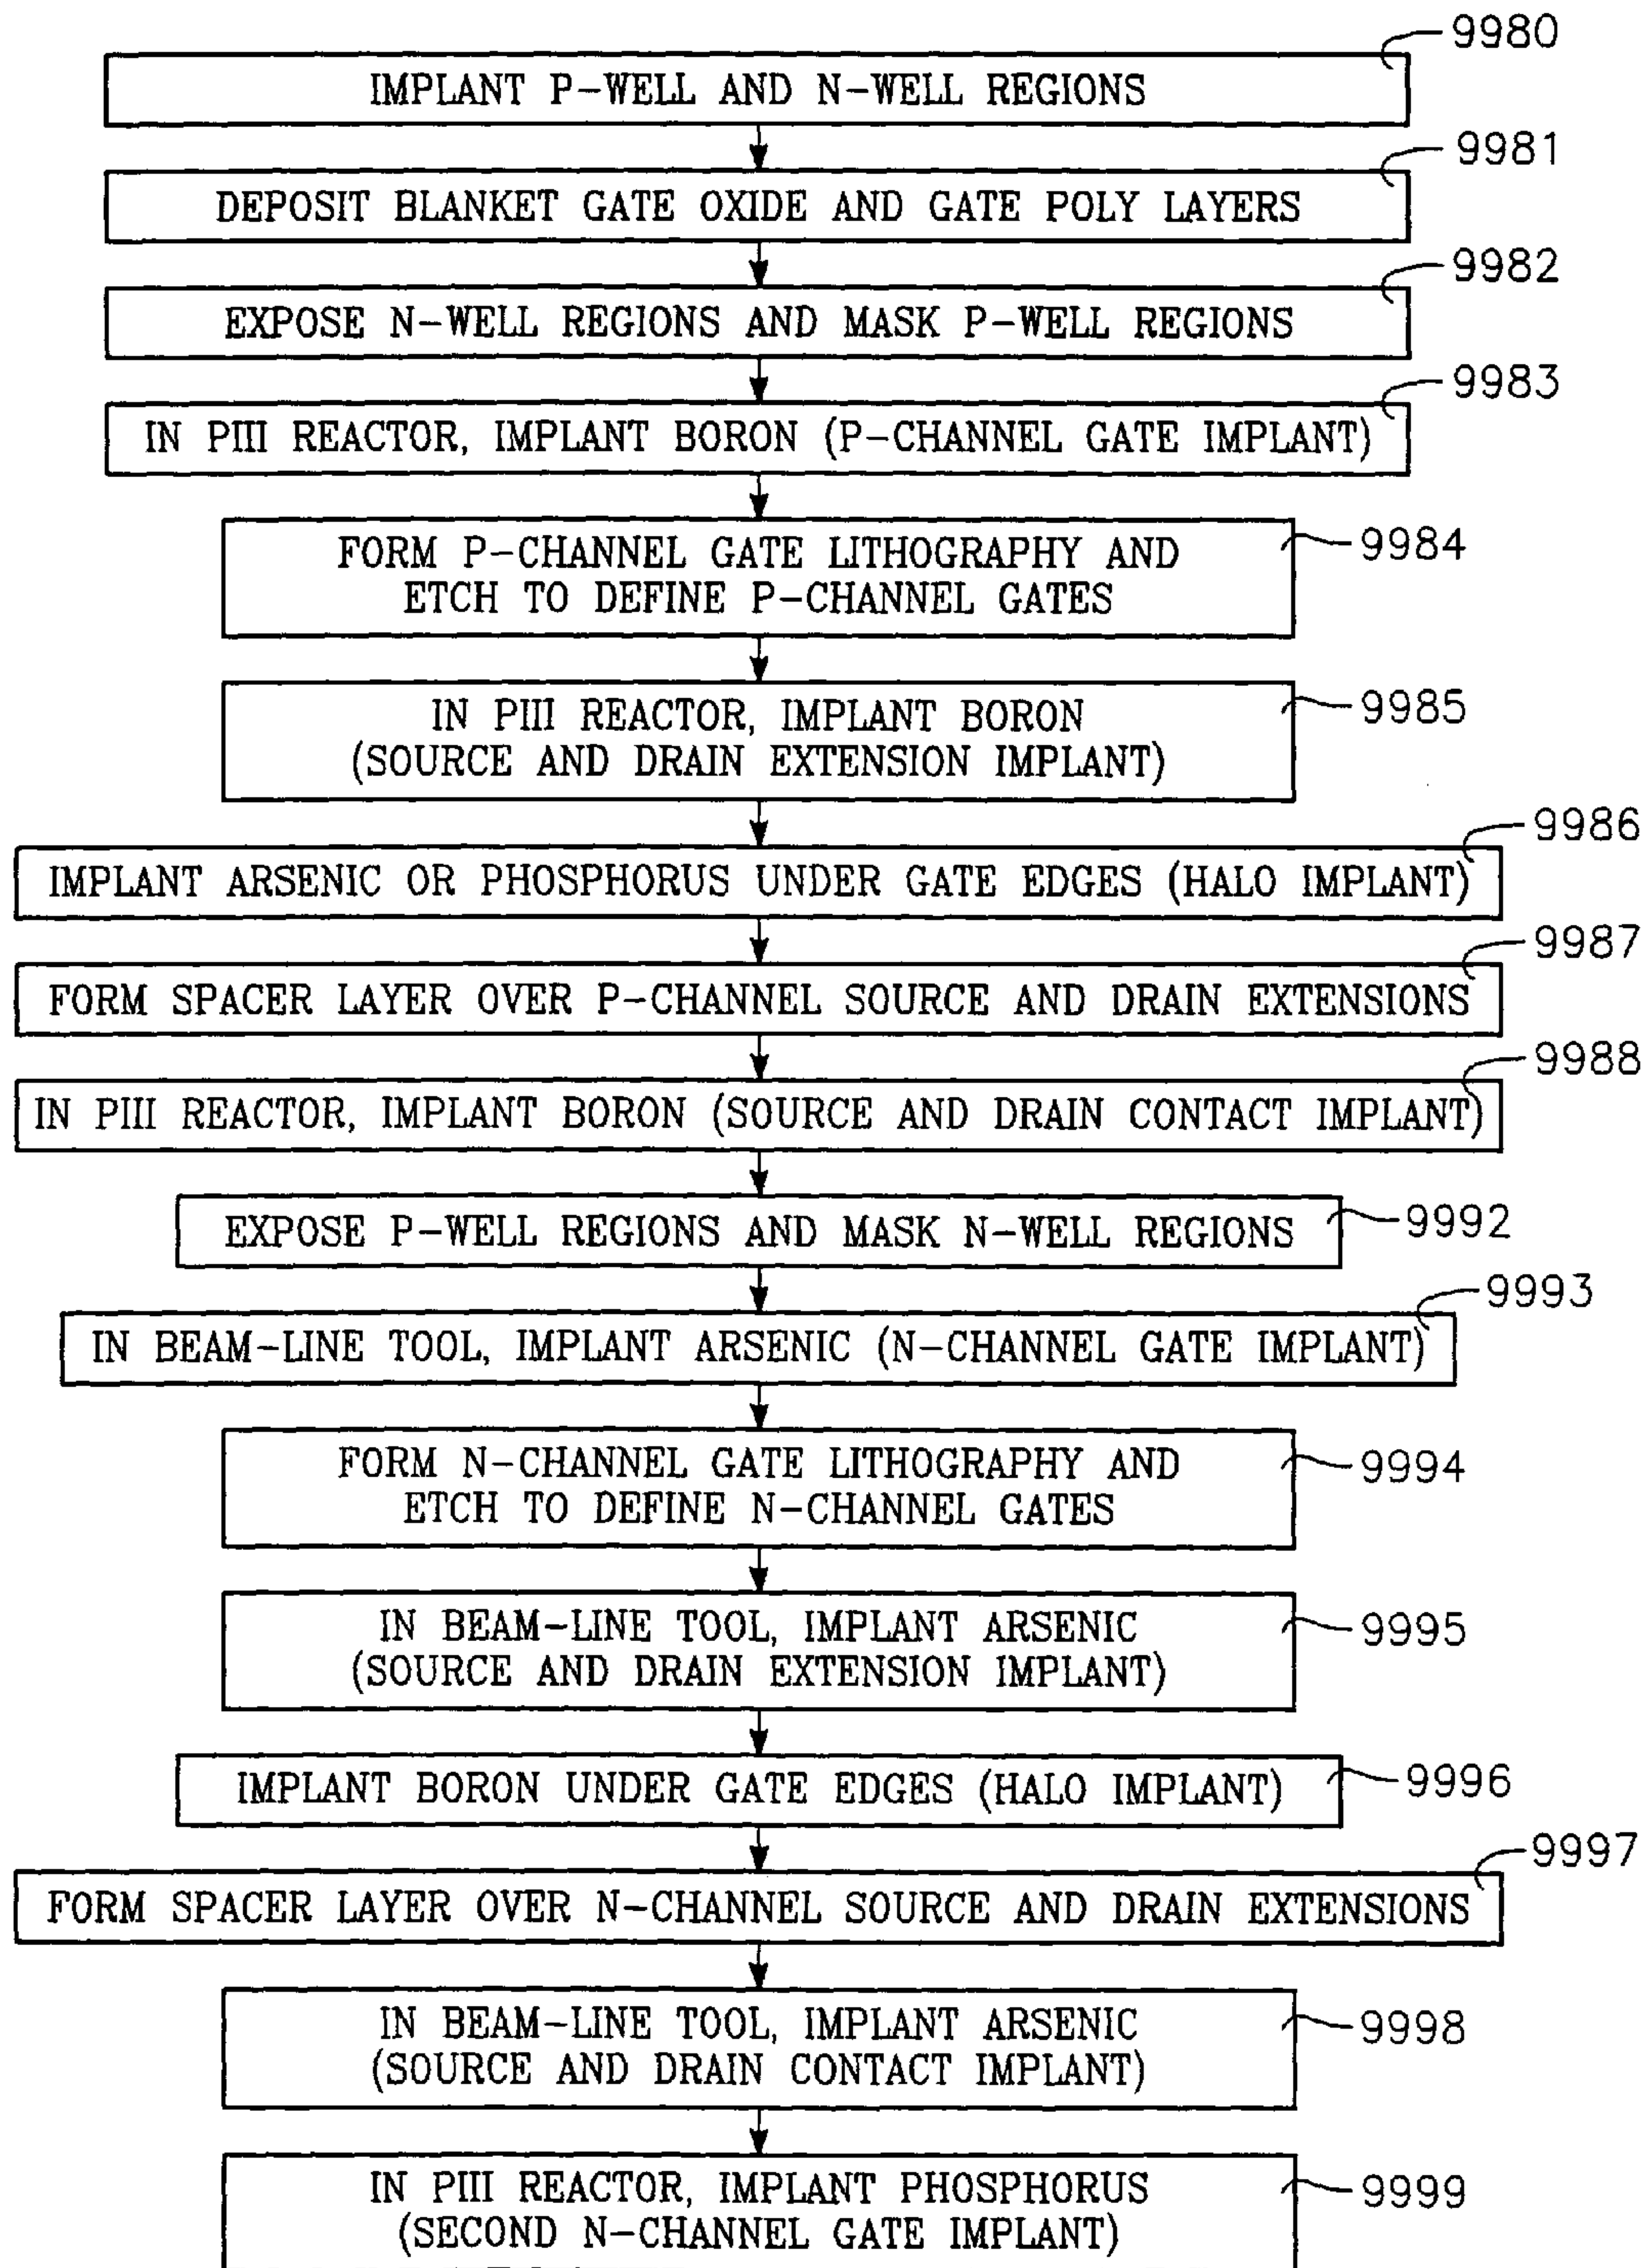 9980
IMPLANT P-WELL AND N-WELL REGIONS
9981
DEPOSIT BLANKET GATE OXIDE AND GATE POLY LAYERS
9982
EXPOSE N-WELL REGIONS AND MASK P-WELL REGIONS
9983
IN PIII REACTOR, IMPLANT BORON (P-CHANNEL GATE IMPLANT)
FORM P-CHANNEL GATE LITHOGRAPHY AND
ETCH TO DEFINE P-CHANNEL GATES
9984
IN PIII REACTOR, IMPLANT BORON
(SOURCE AND DRAIN EXTENSION IMPLANT)
9985
9986
IMPLANT ARSENIC OR PHOSPHORUS UNDER GATE EDGES (HALO IMPLANT)
9987
FORM SPACER LAYER OVER P-CHANNEL SOURCE AND DRAIN EXTENSIONS
9988
IN PIII REACTOR, IMPLANT BORON (SOURCE AND DRAIN CONTACT IMPLANT)
EXPOSE P-WELL REGIONS AND MASK N-WELL REGIONS
9992
9993
IN BEAM-LINE TOOL, IMPLANT ARSENIC (N-CHANNEL GATE IMPLANT)
FORM N-CHANNEL GATE LITHOGRAPHY AND
ETCH TO DEFINE N-CHANNEL GATES
9994
IN BEAM-LINE TOOL, IMPLANT ARSENIC
(SOURCE AND DRAIN EXTENSION IMPLANT)
9995
IMPLANT BORON UNDER GATE EDGES (HALO IMPLANT)
9996
9997
FORM SPACER LAYER OVER N-CHANNEL SOURCE AND DRAIN EXTENSIONS
IN BEAM-LINE TOOL, IMPLANT ARSENIC
(SOURCE AND DRAIN CONTACT IMPLANT)
9998
IN PIII REACTOR, IMPLANT PHOSPHORUS
(SECOND N-CHANNEL GATE IMPLANT)
9999